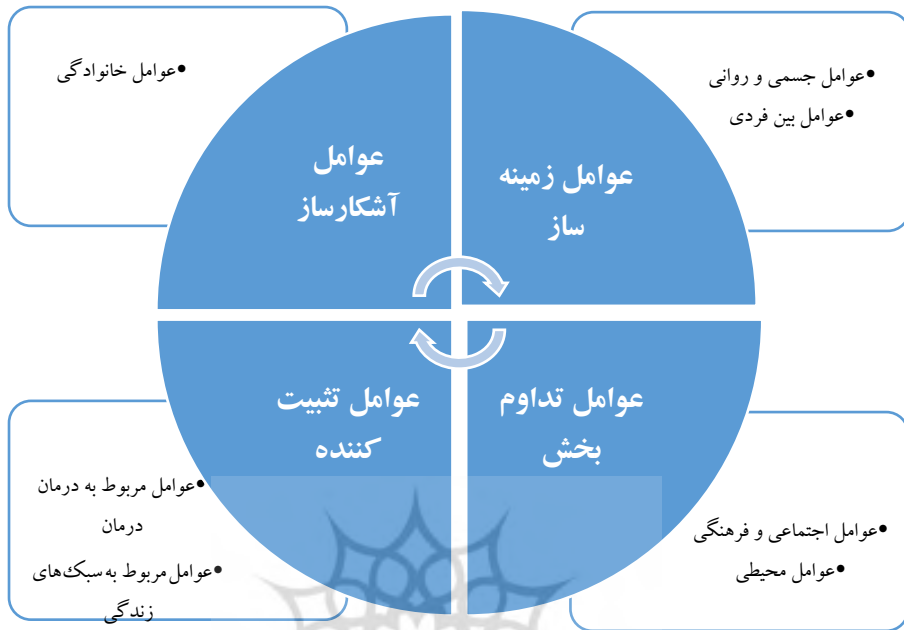 •عوامل جسمی و روانی
•عوامل بین فردی
عوامل زمینه
ساز
•عوامل خانوادگی
عوامل
آشکارساز
عوامل تداوم
بخش
•عوامل اجتماعی و فرهنگی
•عوامل محیطی
عوامل تثبیت
کننده
•عوامل مربوط به درمان
درمان
•عوامل مربوط به سبک‌های
زندگی